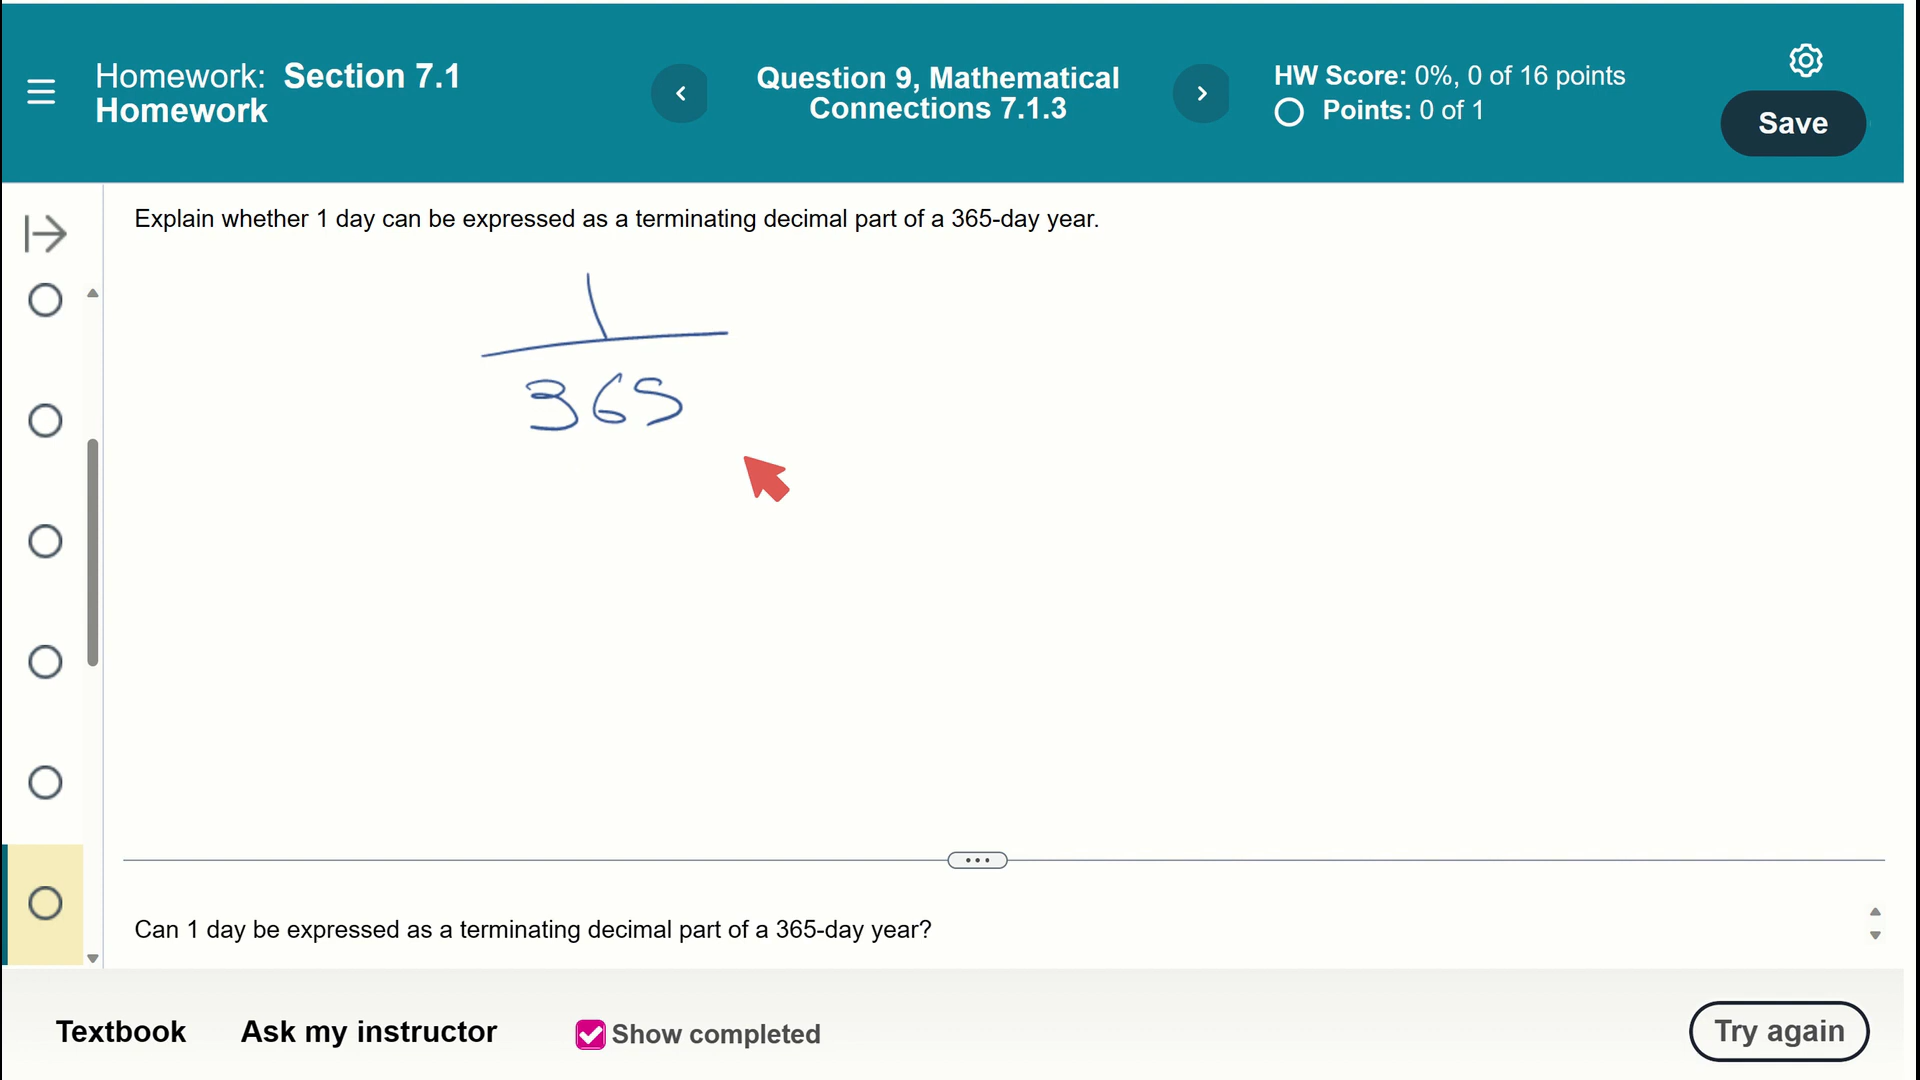 Homework: Section 7.1
Homework
Question 9, Mathematical
Connections 7.1.3
HW Score: 0%, 0 of 16 points
Points: 0 of 1
Save
Explain whether 1 day can be expressed as a terminating decimal part of a 365-day year.
1
365
Can 1 day be expressed as a terminating decimal part of a 365-day year?
Textbook
Ask my instructor
Show completed
Try again